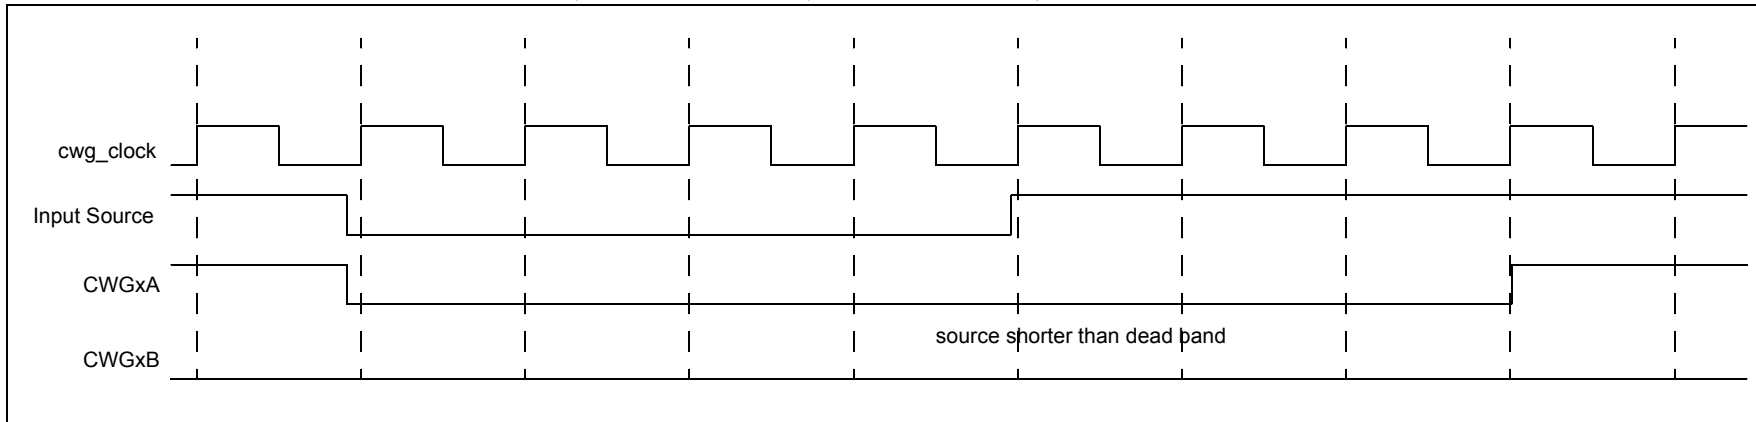 cwg_clock
Input Source
CWGxA
source shorter than dead band
CWGxB